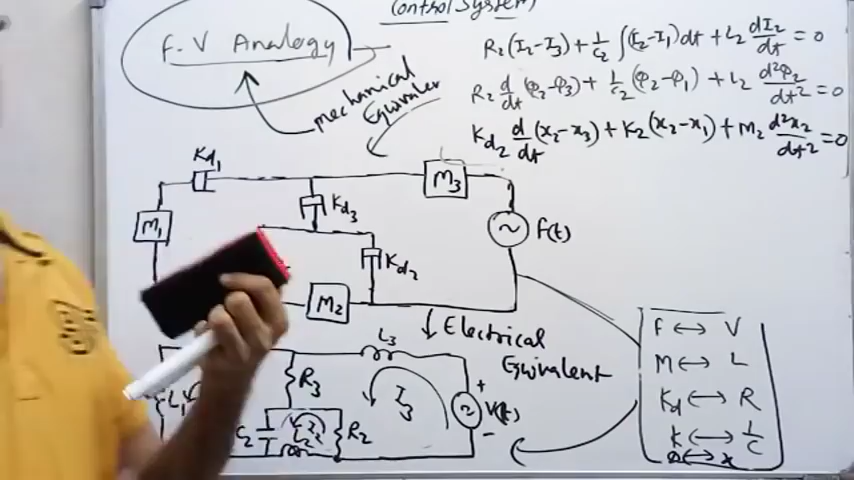 Control System)
F-V Analogy
mechanical
Equivaler
R₂(I₂-I₃)+1/C₂ ∫(I₂-I₁)dt+L₂ dI₂/dt=0
R₂ d/dt(φ₂-φ₃)+1/C₂(φ₂-φ₁)+L₂ d²φ₂/dt²=0
Kd₂ d/dt(x₂-x₃)+K₂(x₂-x₁)+M₂ d²x₂/dt²=0
Kd₁
M₃
Kd₃
M₁
f(t)
Kd₂
M₂
Electrical
Equivalent
L₃
R₃
I₃
+
V(t)
-
L₁
C₂
I₂
R₂
F↔V
M↔L
Kd↔R
K↔1/C